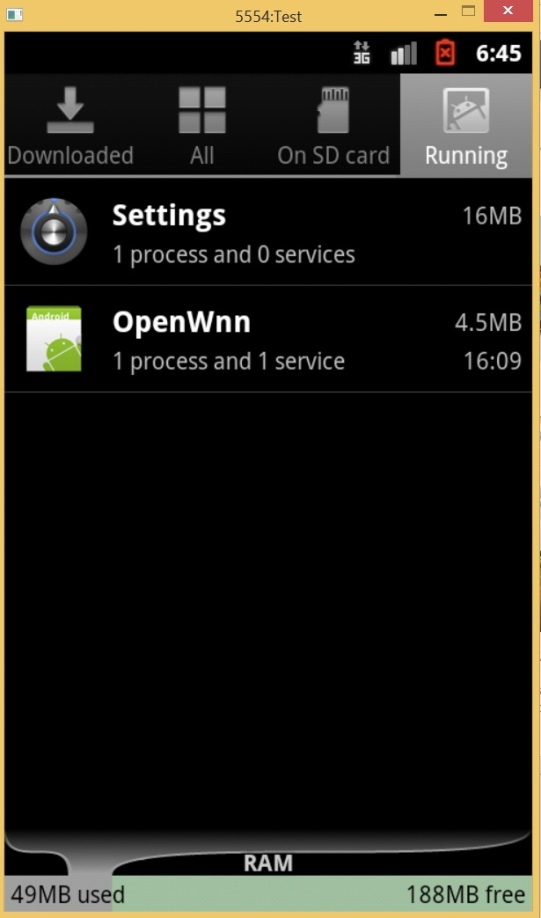 5554:Test
3G 6:45
Downloaded All On SD card Running
Settings 16MB
1 process and 0 services
Android
OpenWnn 4.5MB
1 process and 1 service 16:09
RAM
49MB used 188MB free